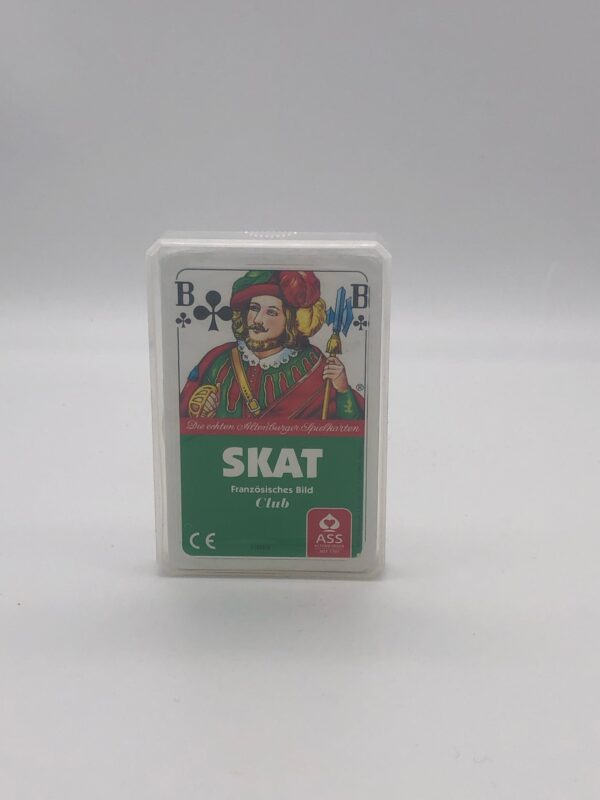 B B
Die echten Altenburger Spielkarten
SKAT
Französisches Bild
Club
CE
ASS